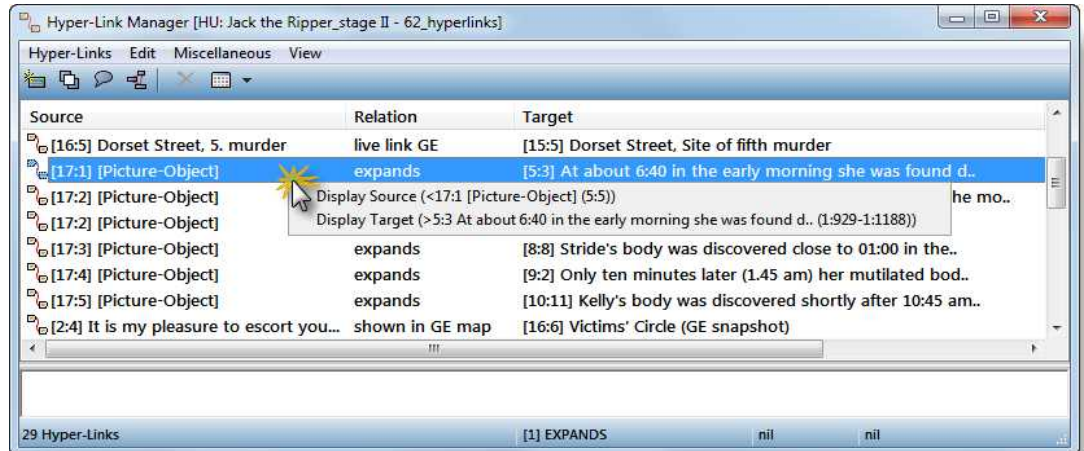 Hyper-Link Manager [HU: Jack the Ripper_stage II - 62_hyperlinks]
Hyper-Links Edit Miscellaneous View
Source Relation Target
[16:5] Dorset Street, 5. murder live link GE [15:5] Dorset Street, Site of fifth murder
[17:1] [Picture-Object] expands [5:3] At about 6:40 in the early morning she was found d..
[17:2] [Picture-Object] he mo..
Display Source (<17:1 [Picture-Object] (5:5))
[17:2] [Picture-Object]
Display Target (>5:3 At about 6:40 in the early morning she was found d.. (1:929-1:1188))
[17:3] [Picture-Object] expands [8:8] Stride's body was discovered close to 01:00 in the..
[17:4] [Picture-Object] expands [9:2] Only ten minutes later (1.45 am) her mutilated bod..
[17:5] [Picture-Object] expands [10:11] Kelly's body was discovered shortly after 10:45 am..
[2:4] It is my pleasure to escort you... shown in GE map [16:6] Victims' Circle (GE snapshot)
29 Hyper-Links [1] EXPANDS nil nil